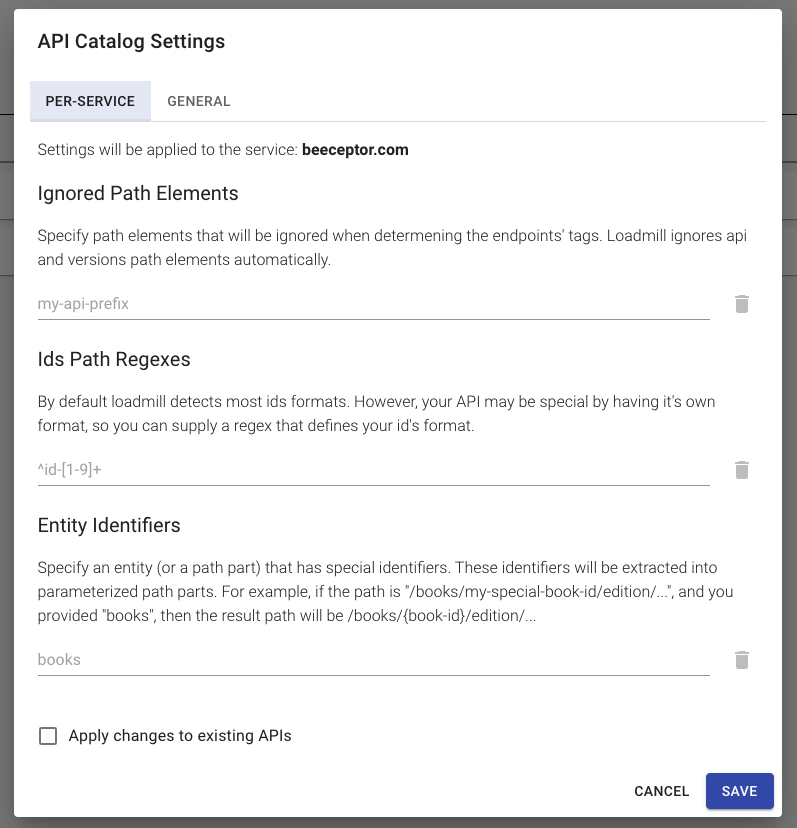 API Catalog Settings
PER-SERVICE GENERAL
Settings will be applied to the service: beeceptor.com
Ignored Path Elements
Specify path elements that will be ignored when determening the endpoints' tags. Loadmill ignores api
and versions path elements automatically.
my-api-prefix
Ids Path Regexes
By default loadmill detects most ids formats. However, your API may be special by having it's own
format, so you can supply a regex that defines your id's format.
^id-[1-9]+
Entity Identifiers
Specify an entity (or a path part) that has special identifiers. These identifiers will be extracted into
parameterized path parts. For example, if the path is "/books/my-special-book-id/edition/...", and you
provided "books", then the result path will be /books/{book-id}/edition/...
books
Apply changes to existing APIs
CANCEL SAVE